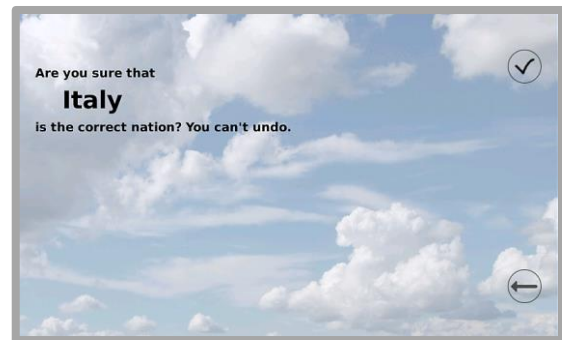 Are you sure that
Italy
is the correct nation? You can't undo.